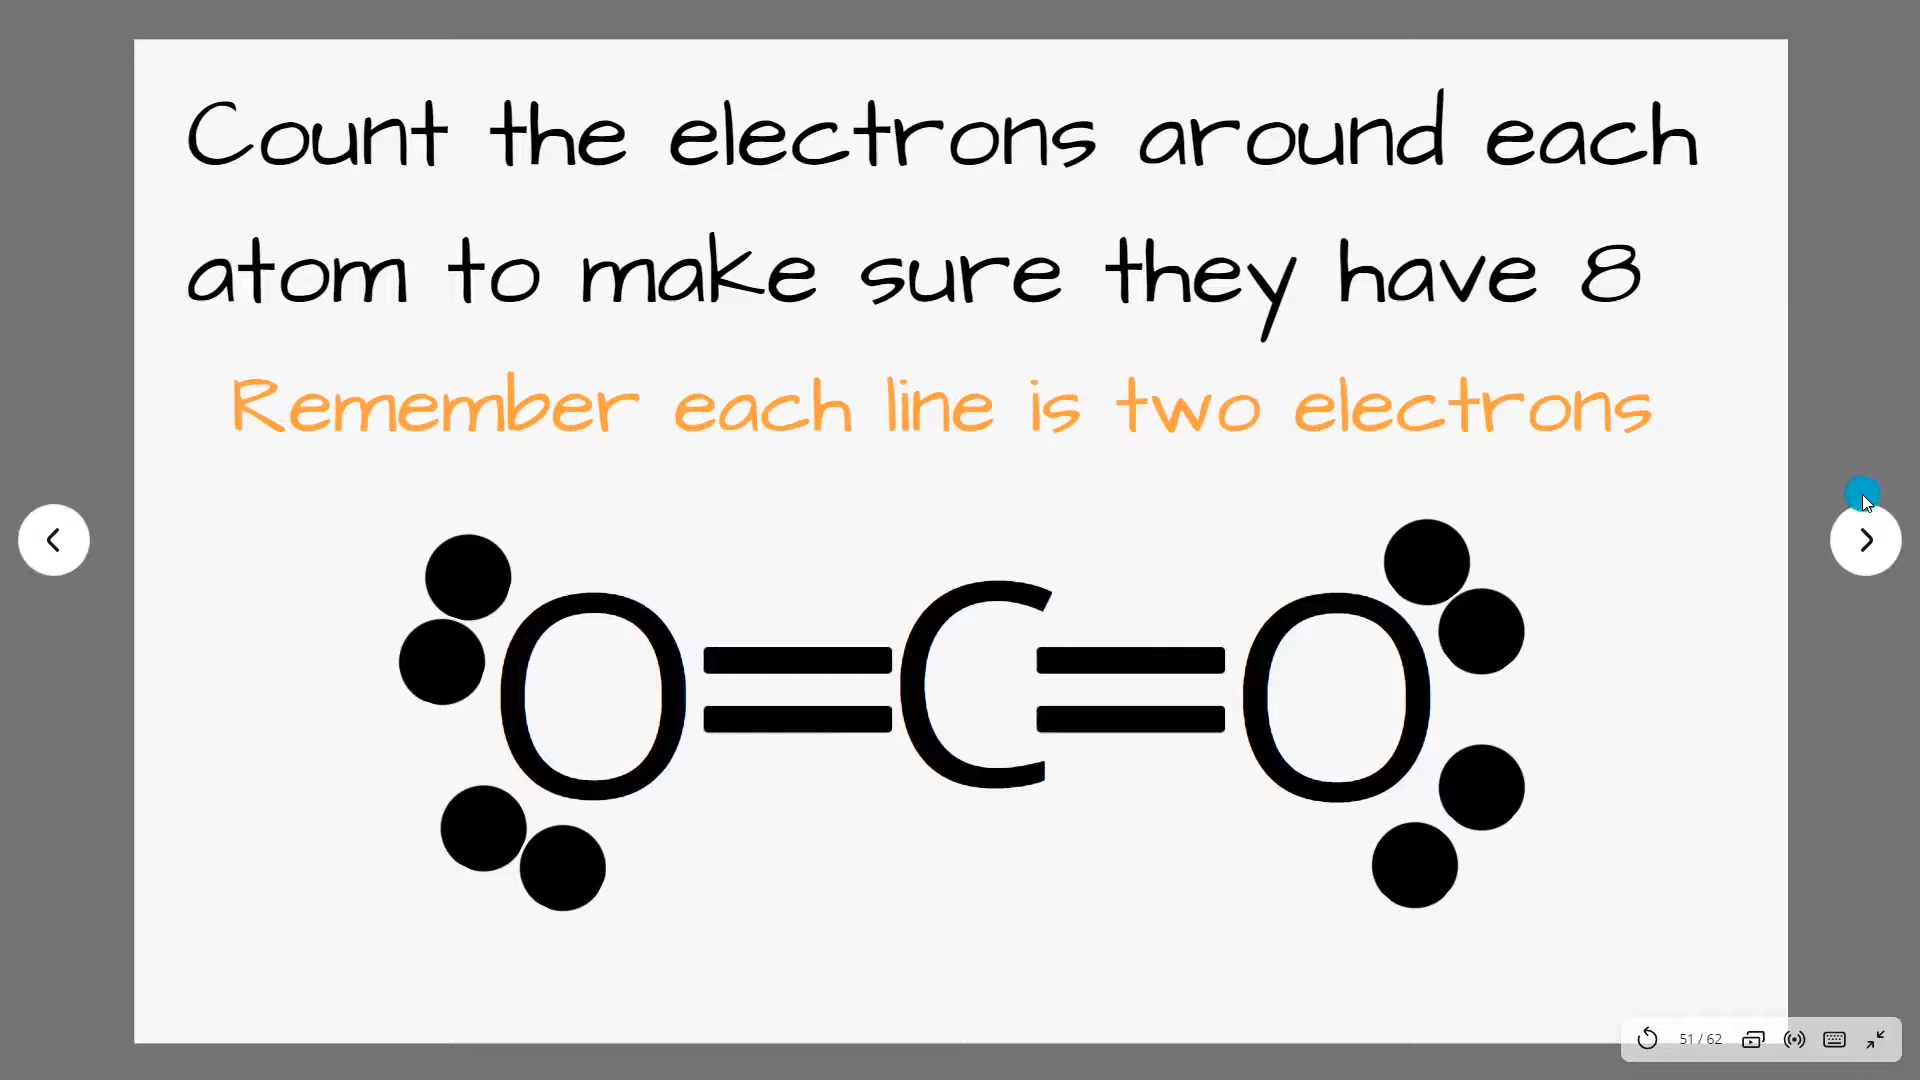 Count the electrons around each
atom to make sure they have 8
Remember each line is two electrons
O C O
51 / 62